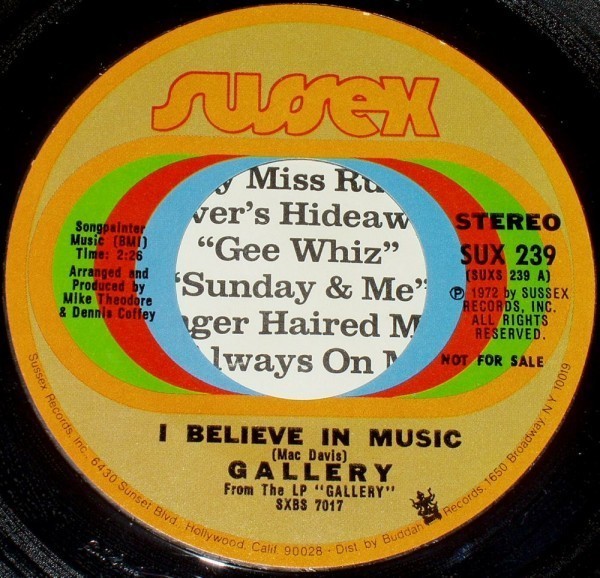 sussex
y Miss Ru
ver's Hideaw
"Gee Whiz"
"Sunday & Me"
ger Haired M
lways On M
Songpainter
Music (BMI)
Time: 2:26
Arranged and
Produced by
Mike Theodore
& Dennis Coffey
STEREO
SUX 239
(SUXS 239 A)
℗ 1972 by SUSSEX
RECORDS, INC.
ALL RIGHTS
RESERVED.
NOT FOR SALE
I BELIEVE IN MUSIC
(Mac Davis)
GALLERY
From The LP "GALLERY"
SXBS 7017
Sussex Records, Inc. 6430 Sunset Blvd., Hollywood, Calif. 90028 - Dist. by Buddah Records, 1650 Broadway, N.Y. 10019